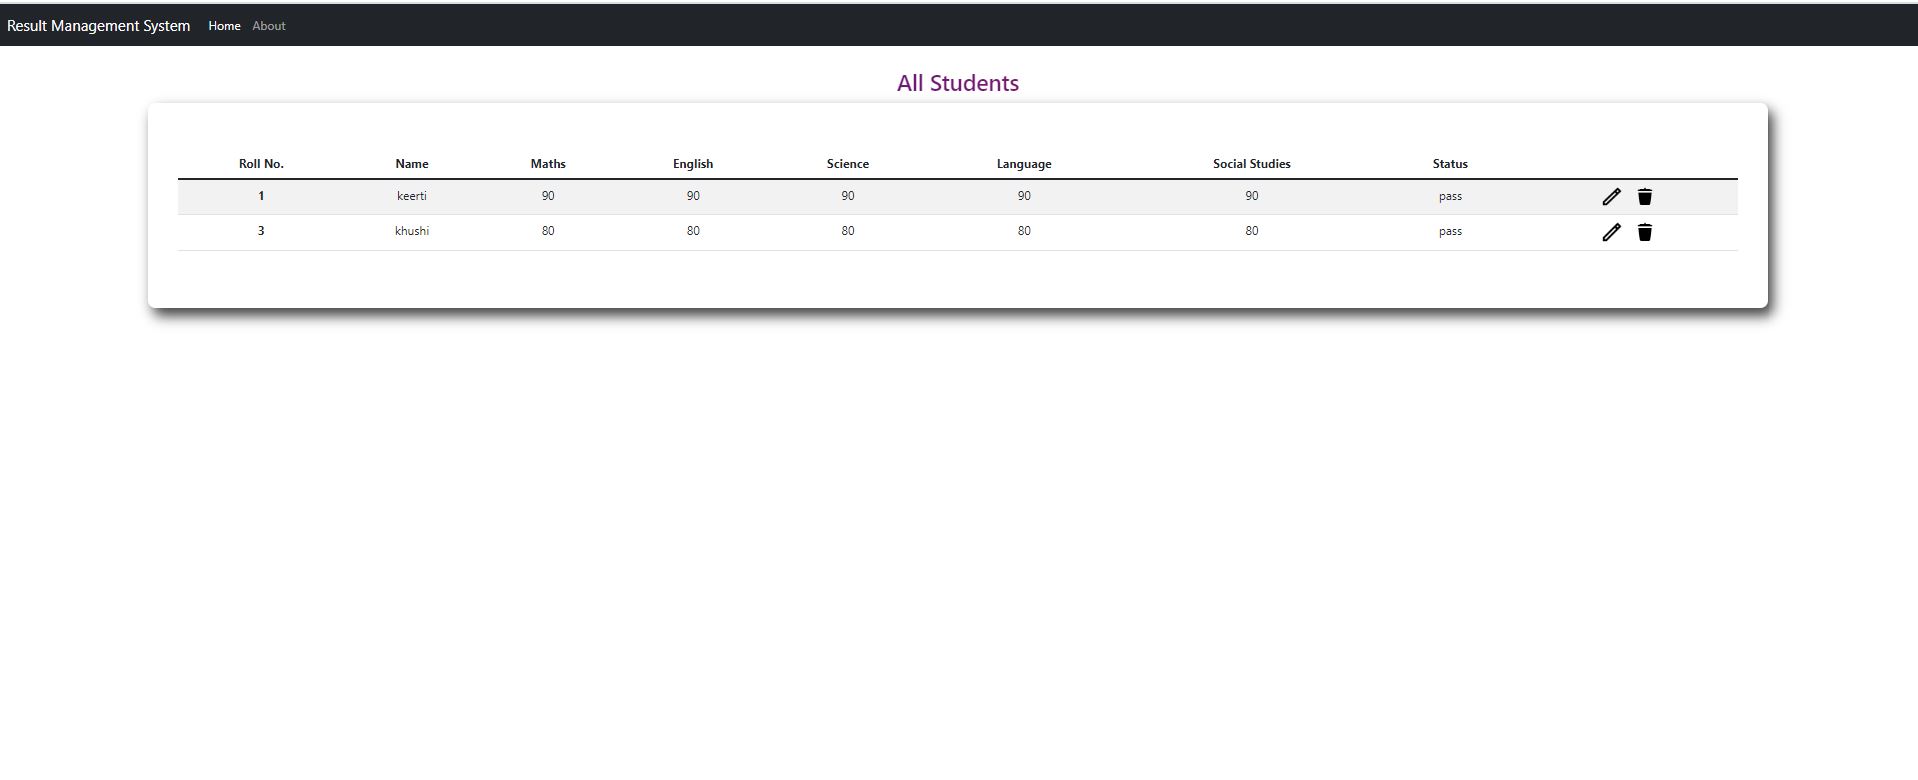 Result Management System Home About
All Students
Roll No. Name Maths English Science Language Social Studies Status
1 keerti 90 90 90 90 90 pass
3 khushi 80 80 80 80 80 pass